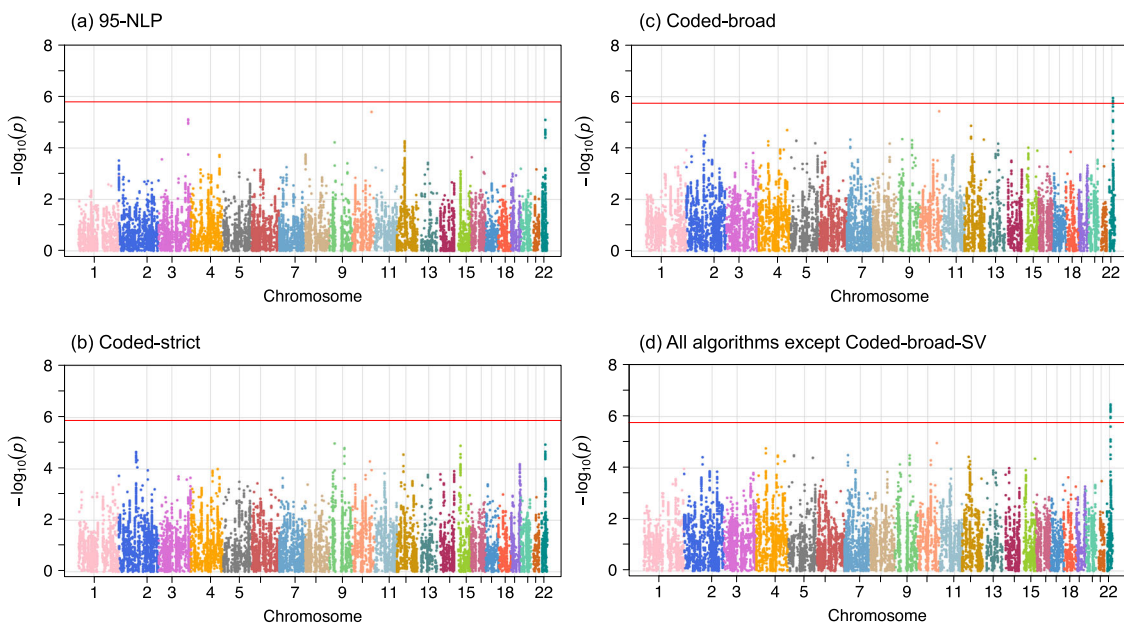 (a) 95-NLP
8
6
4
2
0
−log10(p)
1 2 3 4 5 7 9 11 13 15 18 22
Chromosome
(b) Coded-strict
8
6
4
2
0
−log10(p)
1 2 3 4 5 7 9 11 13 15 18 22
Chromosome
(c) Coded-broad
8
6
4
2
0
−log10(p)
1 2 3 4 5 7 9 11 13 15 18 22
Chromosome
(d) All algorithms except Coded-broad-SV
8
6
4
2
0
−log10(p)
1 2 3 4 5 7 9 11 13 15 18 22
Chromosome